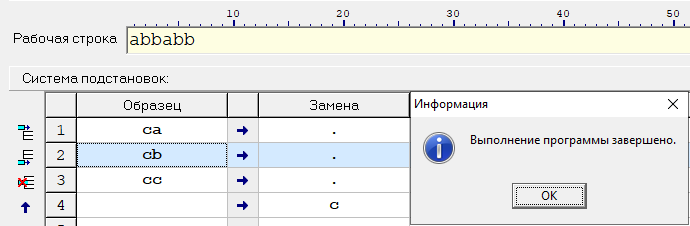 10 20 30 40 50
Рабочая строка abbabb
Система подстановок:
Образец Замена
1 ca → .
2 cb → .
3 cc → .
4 → c
Информация
Выполнение программы завершено.
OK